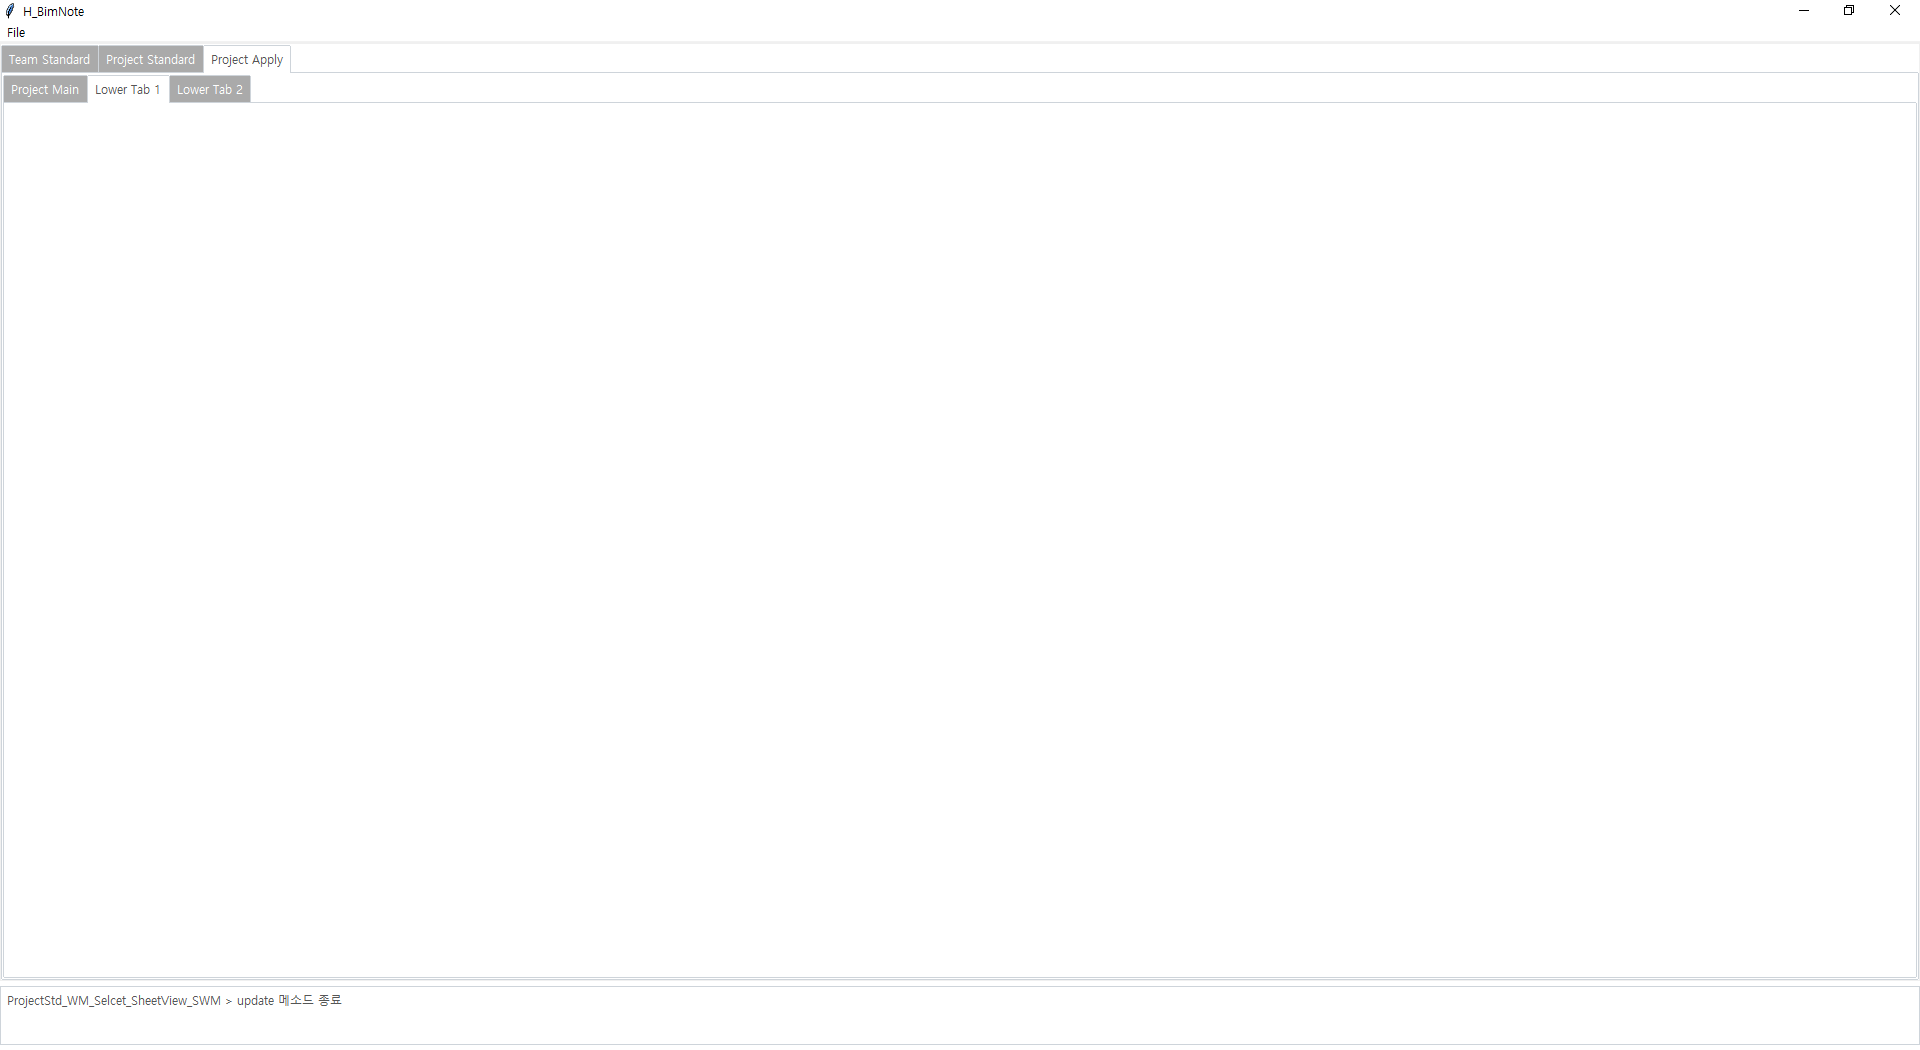 H_BimNote
File
Team Standard Project Standard Project Apply
Project Main Lower Tab 1 Lower Tab 2
ProjectStd_WM_Selcet_SheetView_SWM > update 메소드 종료